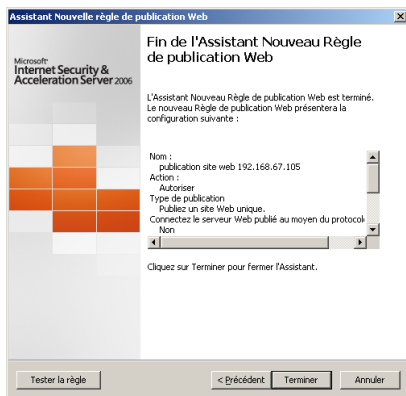 Assistant Nouvelle règle de publication Web
Microsoft
Internet Security &
Acceleration Server 2006
Fin de l'Assistant Nouveau Règle
de publication Web
L'Assistant Nouveau Règle de publication Web est terminé.
Le nouveau Règle de publication Web présentera la
configuration suivante :
Nom :
publication site web 192.168.67.105
Action :
Autoriser
Type de publication
Publiez un site Web unique.
Connectez le serveur Web publié au moyen du protocol
Non
Cliquez sur Terminer pour fermer l'Assistant.
Tester la règle
< Précédent
Terminer
Annuler